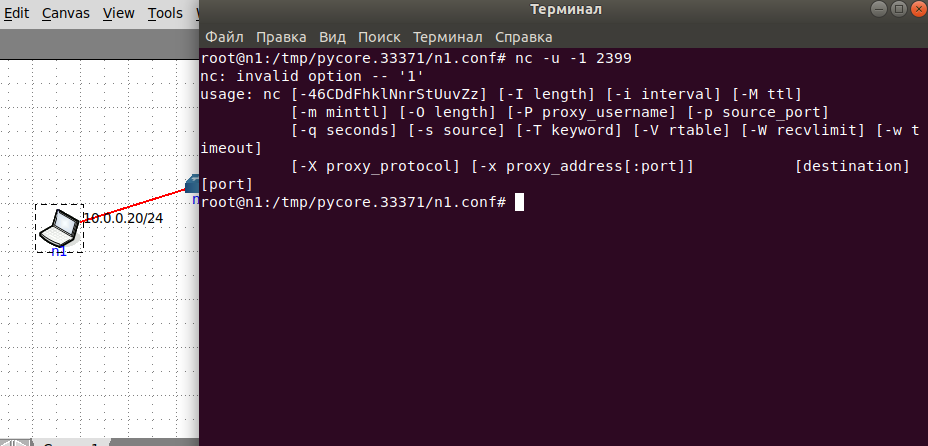 Edit Canvas View Tools
Терминал
Файл Правка Вид Поиск Терминал Справка
root@n1:/tmp/pycore.33371/n1.conf# nc -u -1 2399
nc: invalid option -- '1'
usage: nc [-46CDdFhklNnrStUuvZz] [-I length] [-i interval] [-M ttl]
[-m minttl] [-O length] [-P proxy_username] [-p source_port]
[-q seconds] [-s source] [-T keyword] [-V rtable] [-W recvlimit] [-w t
imeout]
[-X proxy_protocol] [-x proxy_address[:port]] [destination]
[port]
root@n1:/tmp/pycore.33371/n1.conf#
10.0.0.20/24
n1